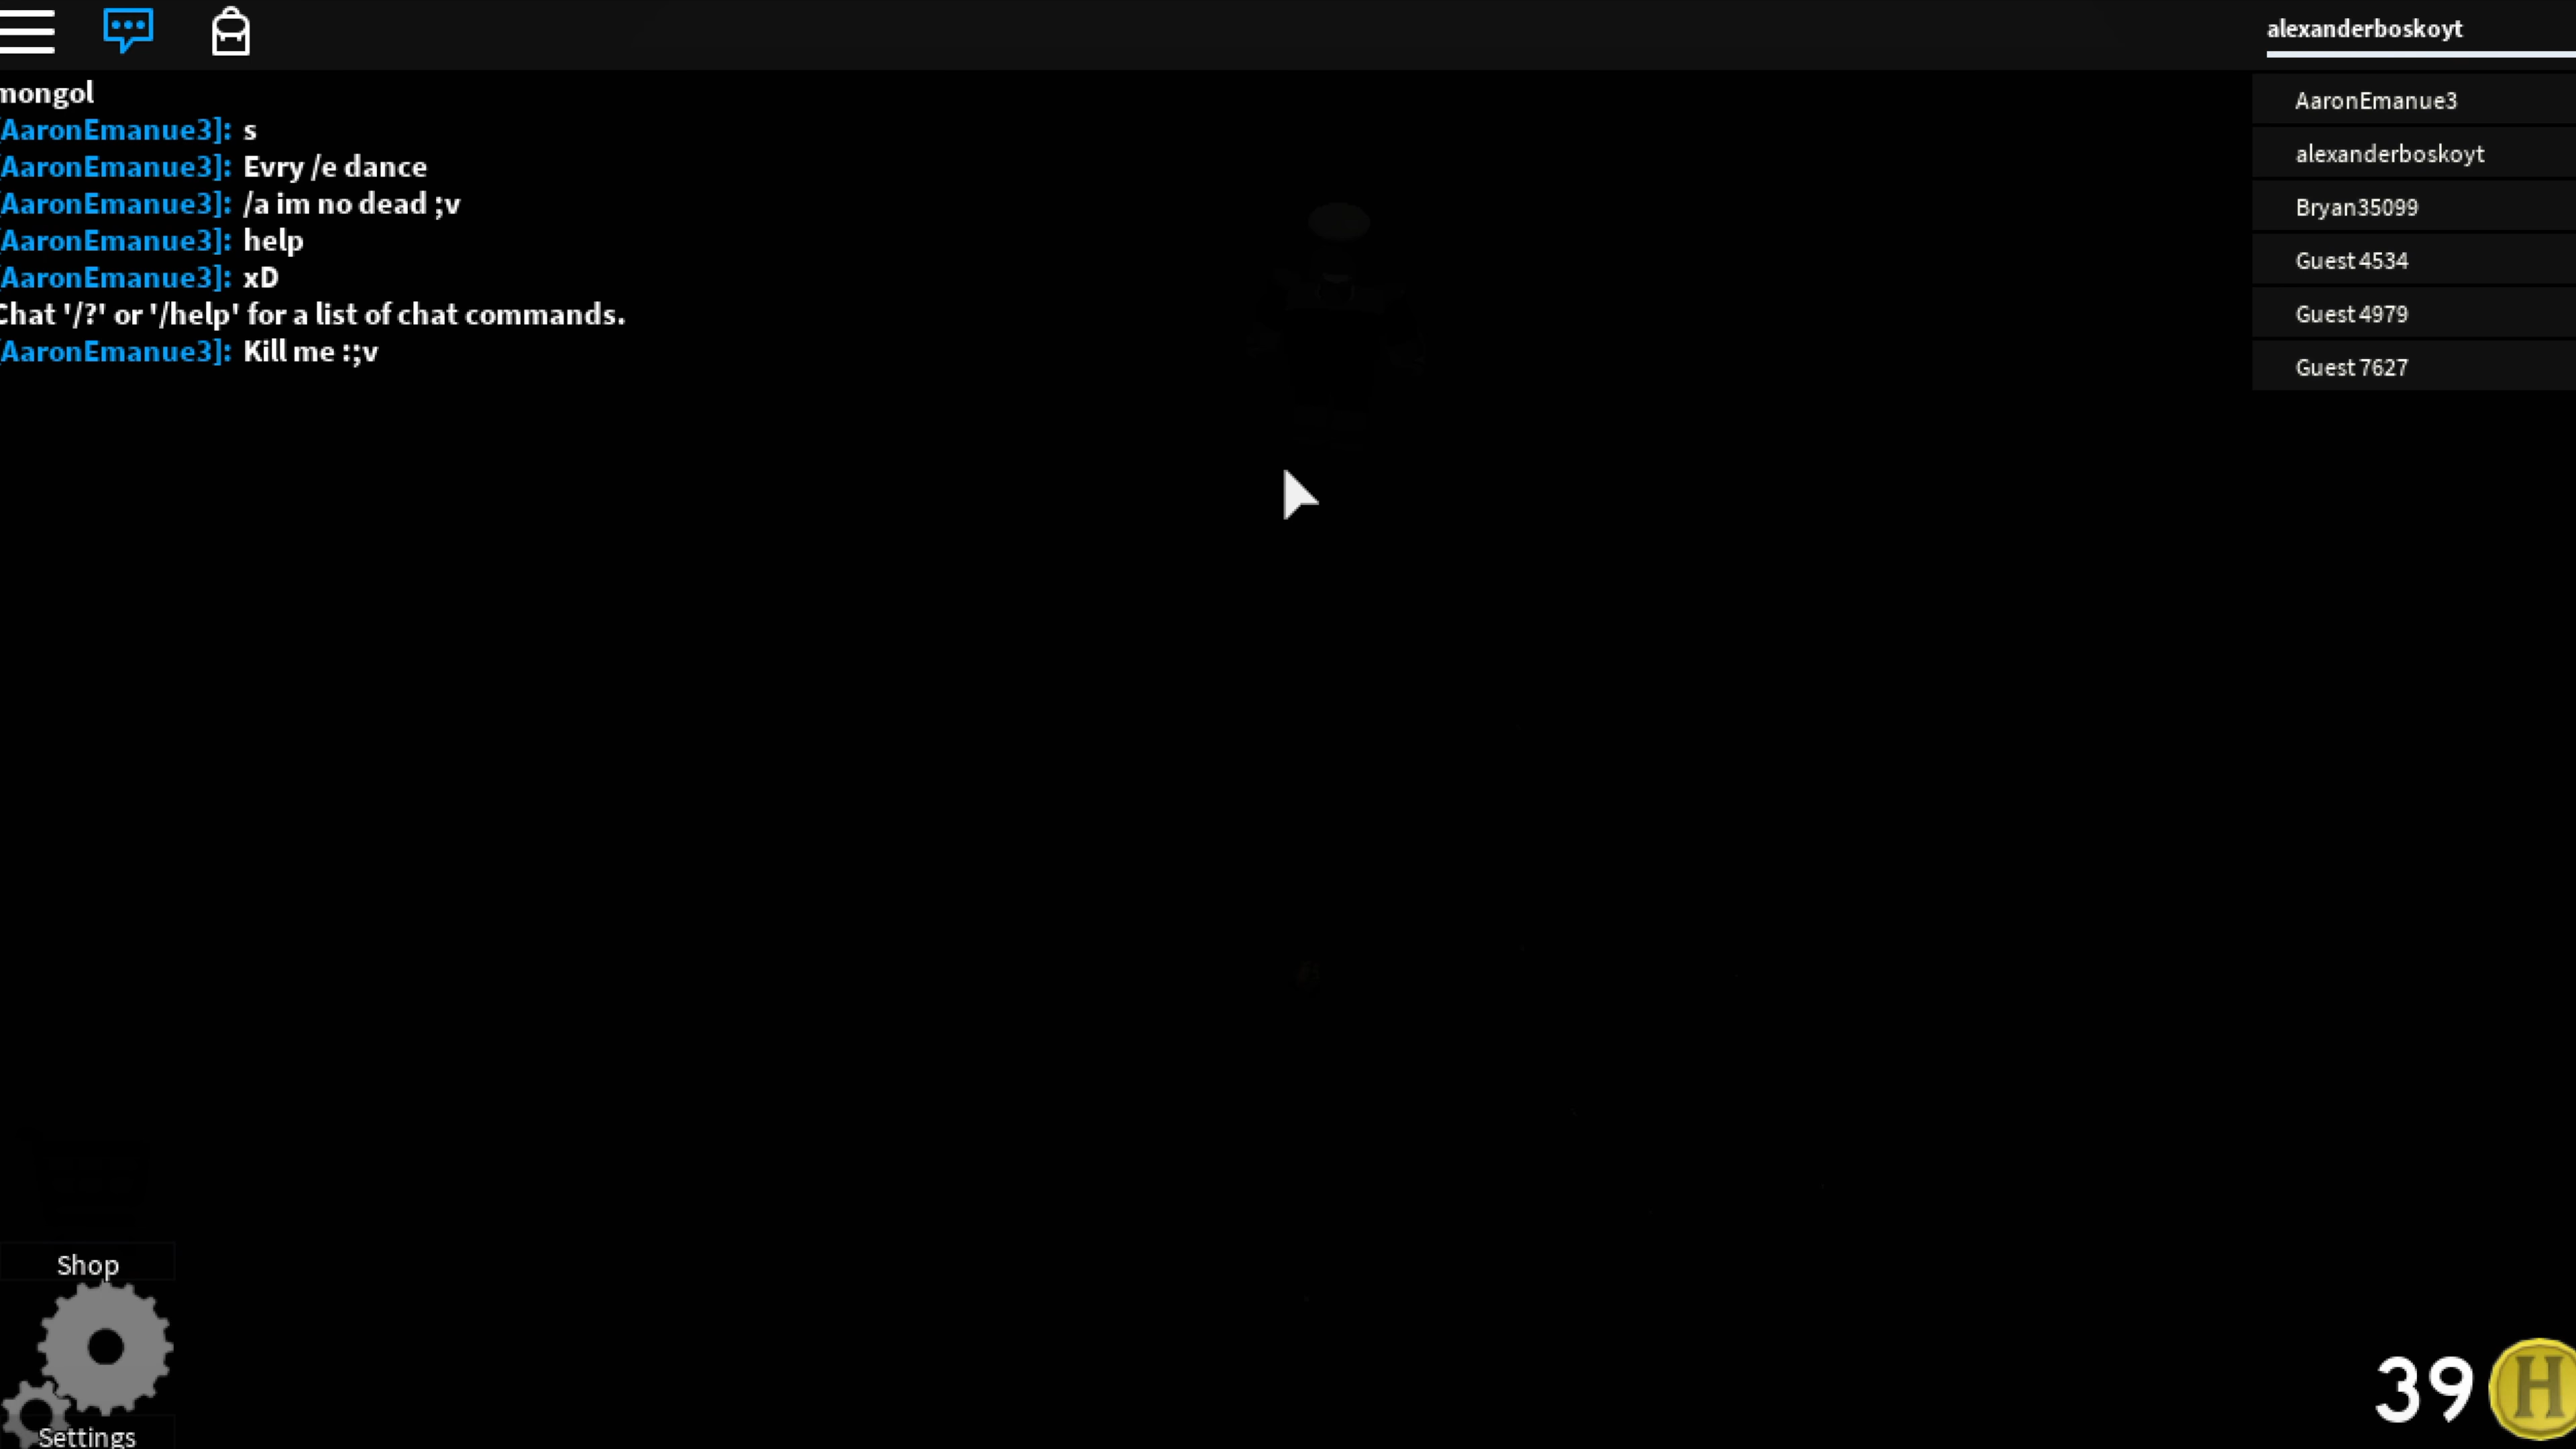 alexanderboskoyt
mongol
[AaronEmanue3]: s
[AaronEmanue3]: Evry /e dance
[AaronEmanue3]: /a im no dead ;v
[AaronEmanue3]: help
[AaronEmanue3]: xD
Chat '/?' or '/help' for a list of chat commands.
[AaronEmanue3]: Kill me :;v
AaronEmanue3
alexanderboskoyt
Bryan35099
Guest 4534
Guest 4979
Guest 7627
Shop
Settings
39 H